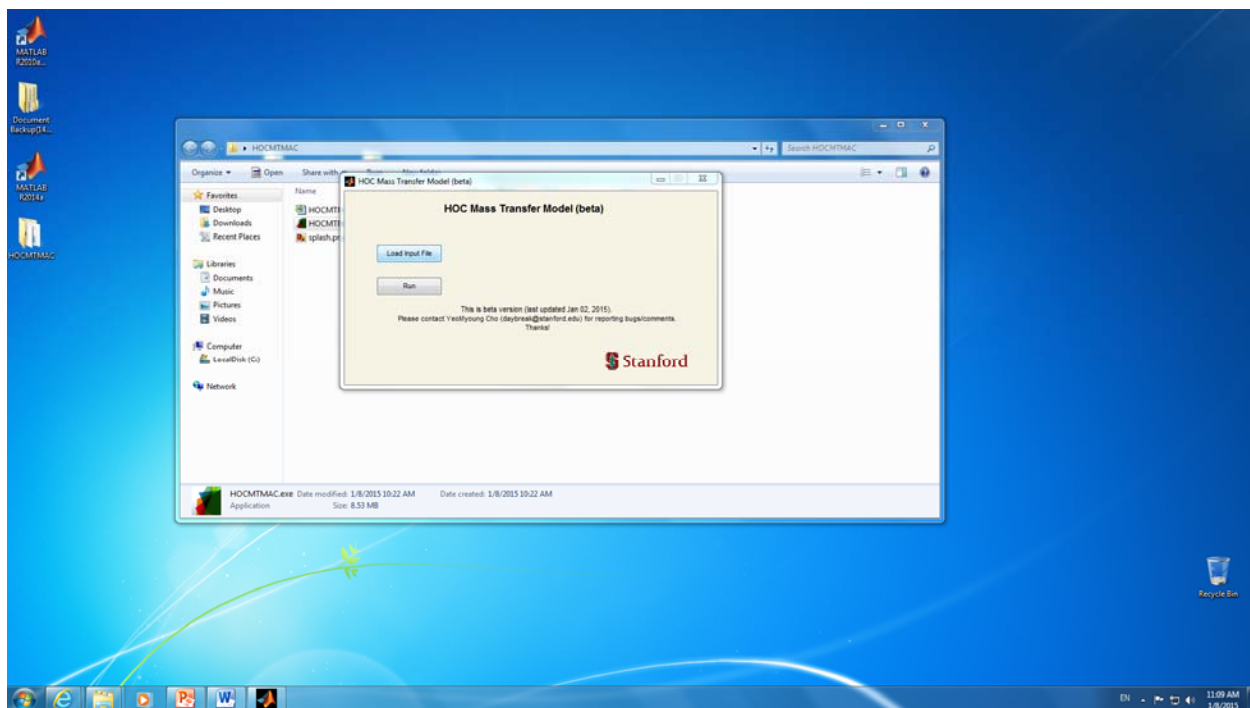 MATLAB
R2010a...
Document
Backup(14...
MATLAB
R2014a
HOCMTMAC
HOCMTMAC
Search HOCMTMAC
Organize
Open
Share with
New folder
Favorites
Desktop
Downloads
Recent Places
Libraries
Documents
Music
Pictures
Videos
Computer
LocalDisk (C:)
Network
Name
HOCMT
HOCMT
splash.pn
HOC Mass Transfer Model (beta)
HOC Mass Transfer Model (beta)
Load Input File
Run
This is beta version (last updated Jan 02, 2015).
Please contact YeoMyoung Cho (daybreak@stanford.edu) for reporting bugs/comments.
Thanks!
Stanford
HOCMTMAC.exe Date modified: 1/8/2015 10:22 AM Date created: 1/8/2015 10:22 AM
Application Size: 8.53 MB
Recycle Bin
EN
11:09 AM
1/8/2015